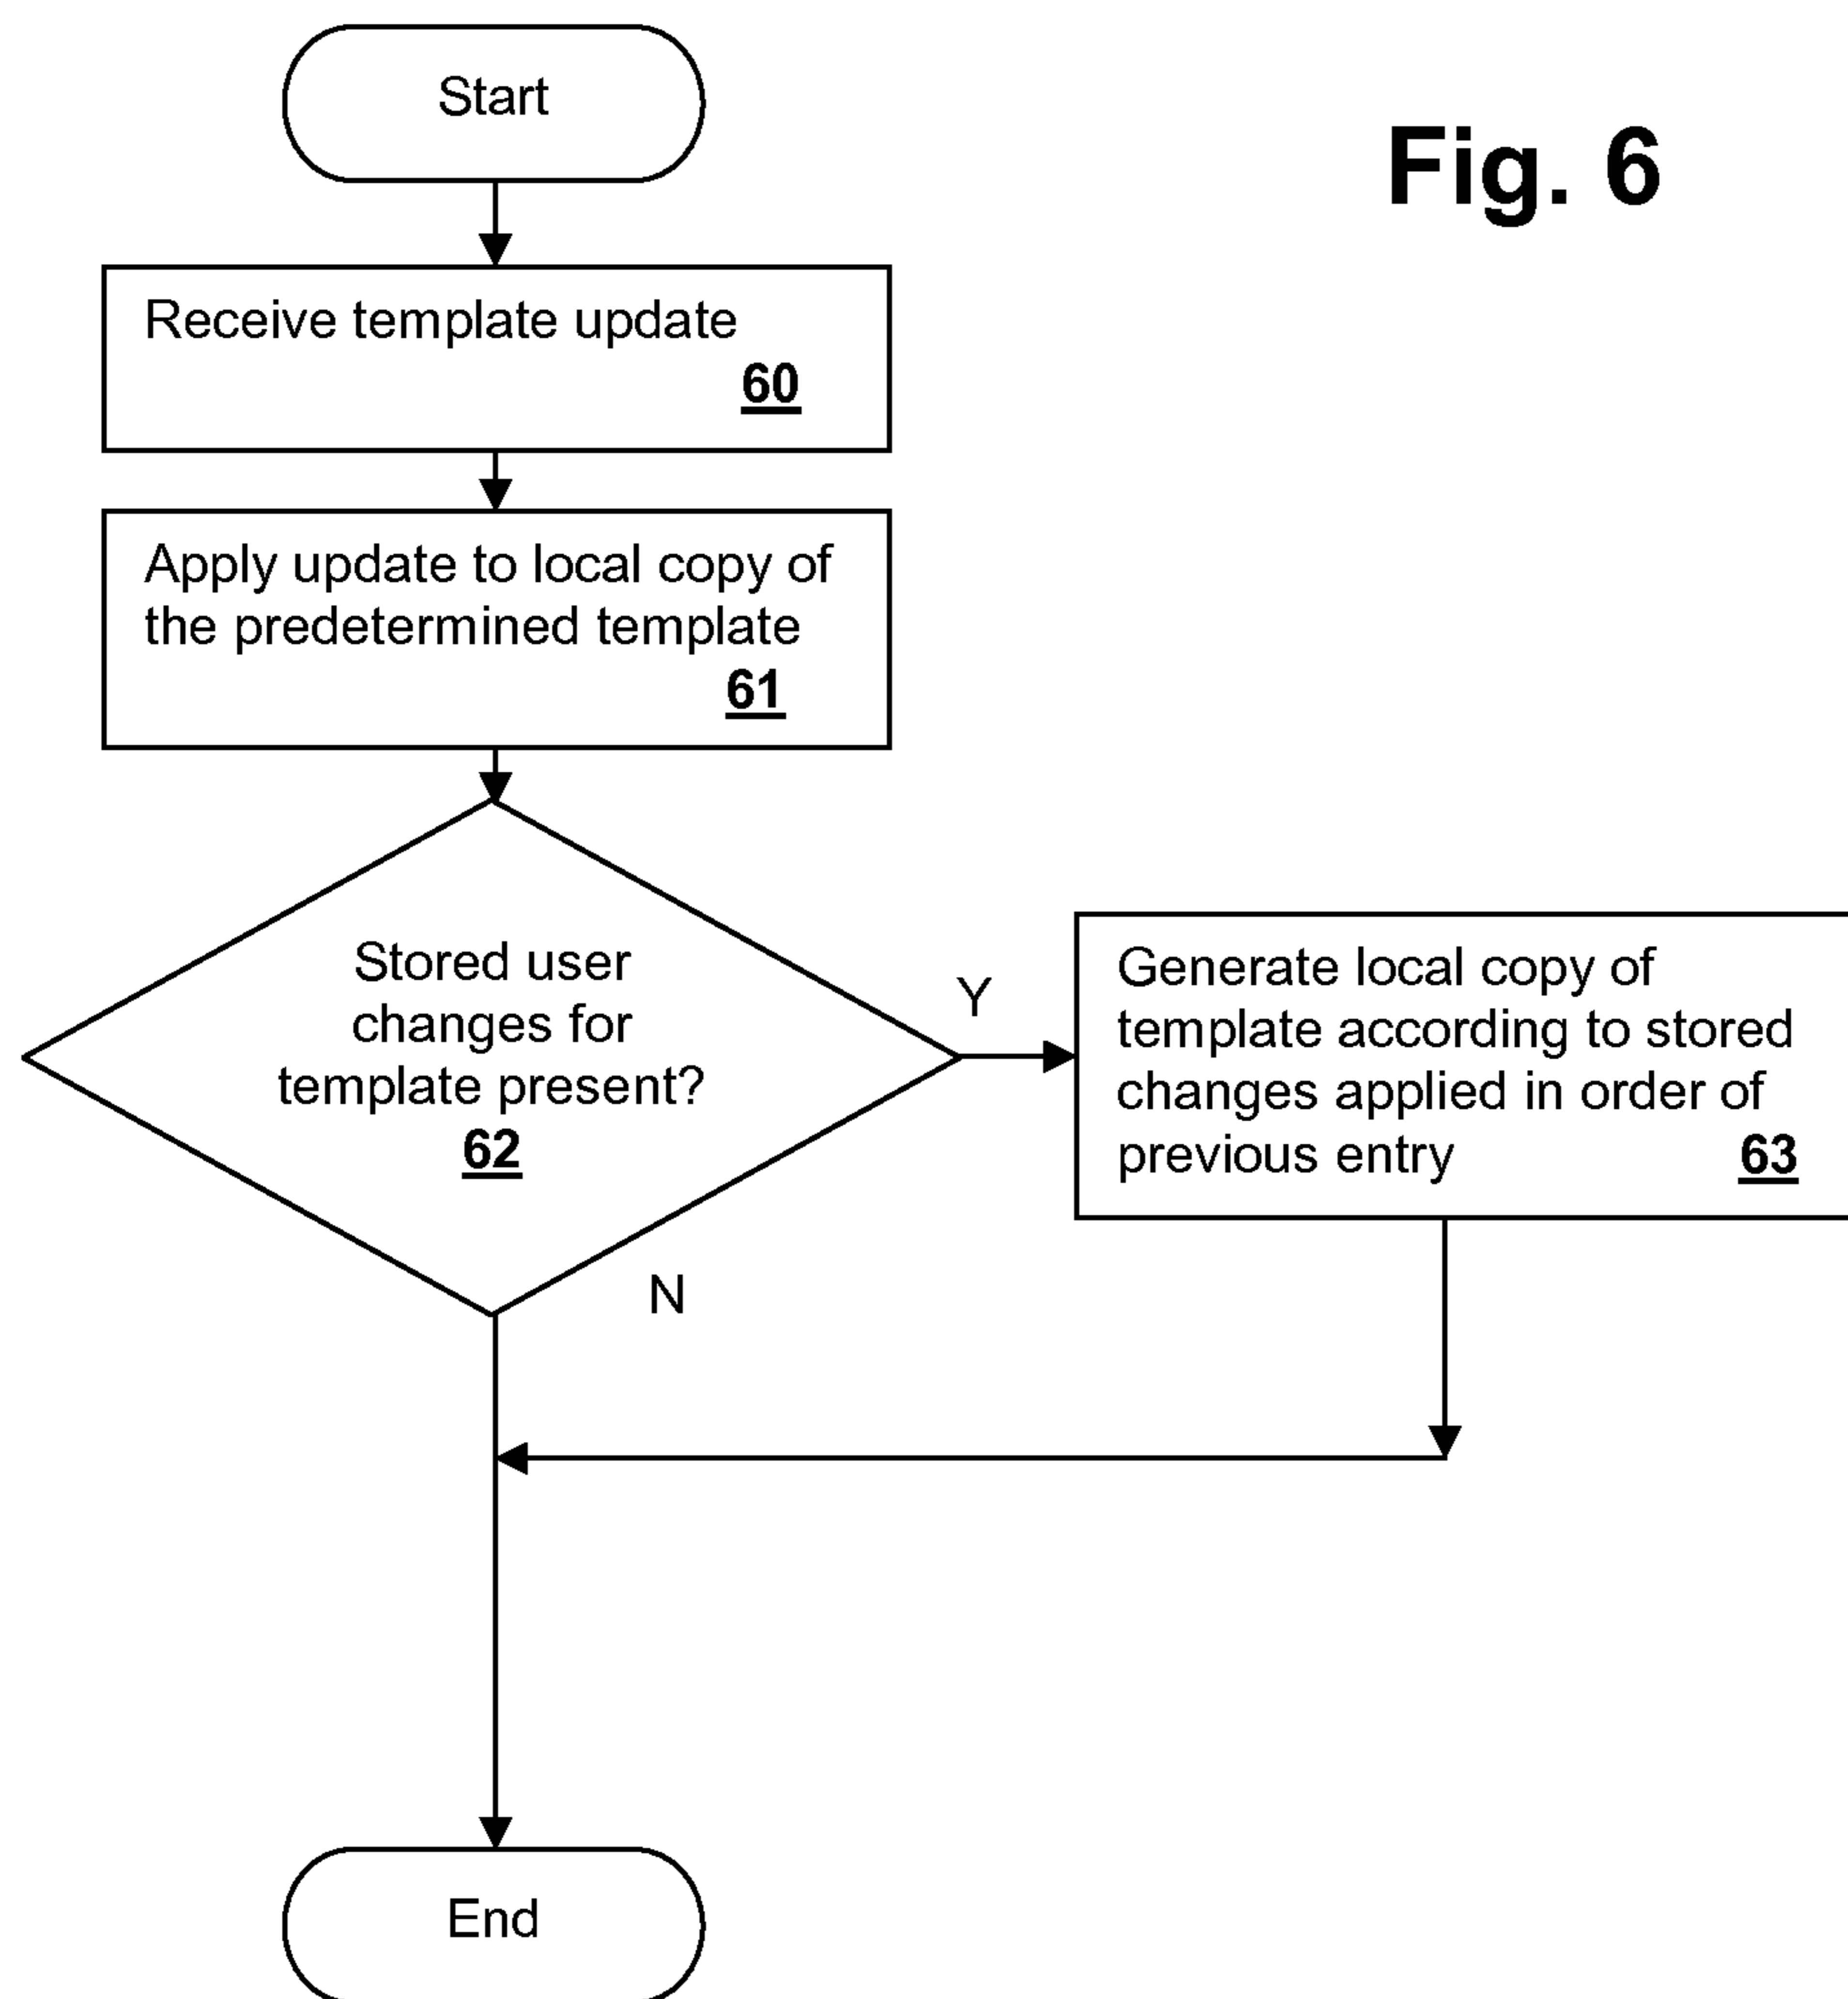 Start
Fig. 6
Receive template update
60
Apply update to local copy of
the predetermined template
61
Stored user
changes for
template present?
62
Y
Generate local copy of
template according to stored
changes applied in order of
previous entry 63
N
End